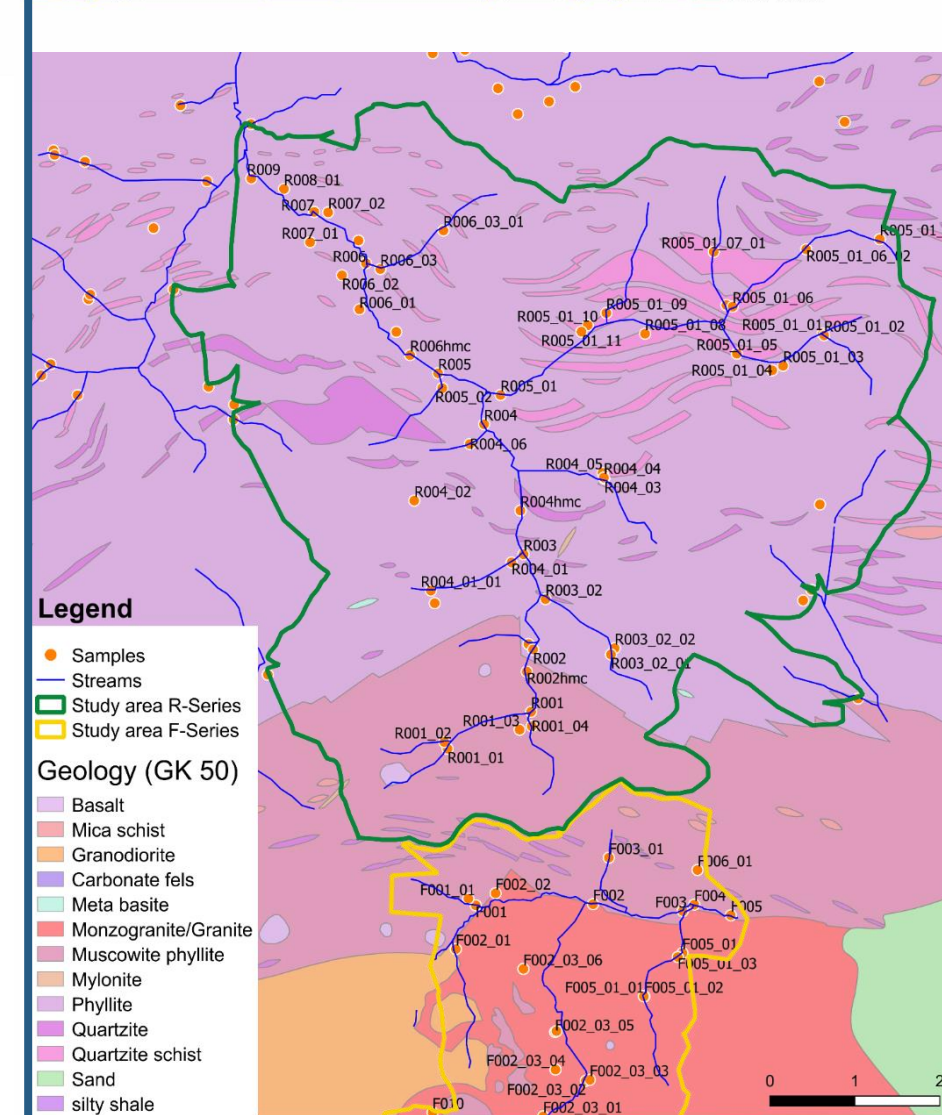 R009
R008_01
R007
R007_02
R007_01
R006_03_01
R006
R006_03
R006_02
R006_01
R005_01_07_01
R005_01_
R005_01_06_02
R005_01_09
R005_01_06
R005_01_10
R005_01_08
R005_01_01
R005_01_02
R005_01_11
R005_01_05
R005_01_03
R005_01_04
R006hmc
R005
R005_01
R005_02
R004
R004_06
R004_05
R004_04
R004_03
R004_02
R004hmc
R003
R004_01
R004_01_01
R003_02
R003_02_02
R003_02_01
R002
R002hmc
R001
R001_03
R001_04
R001_02
R001_01
Legend
Samples
Streams
Study area R-Series
Study area F-Series
Geology (GK 50)
Basalt
Mica schist
Granodiorite
Carbonate fels
Meta basite
Monzogranite/Granite
Muscowite phyllite
Mylonite
Phyllite
Quartzite
Quartzite schist
Sand
silty shale
F003_01
F006_01
F001_01
F002_02
F002
F003
F004
F005
F001
F002_01
F005_01
F005_01_03
F002_03_06
F005_01_01
F005_01_02
F002_03_05
F002_03_04
F002_03_03
F002_03_02
F002_03_01
F010
0 1 2